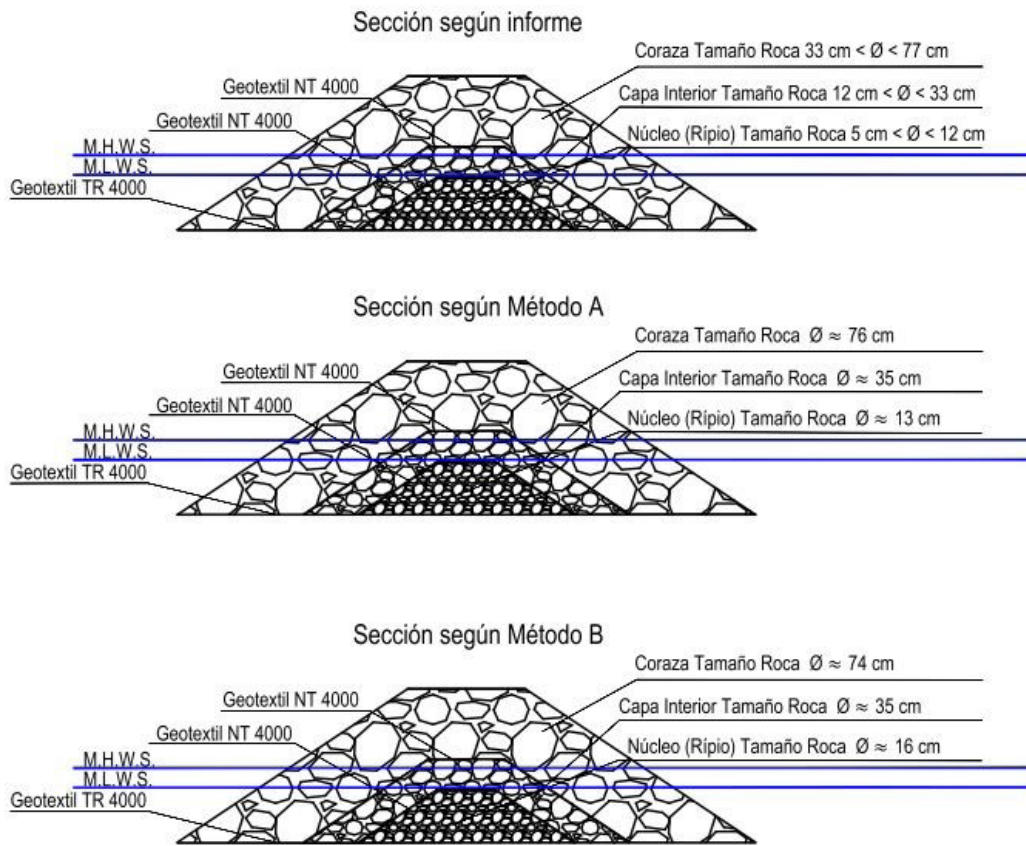 Sección según informe
Coraza Tamaño Roca 33 cm < Ø < 77 cm
Geotextil NT 4000
Capa Interior Tamaño Roca 12 cm < Ø < 33 cm
Geotextil NT 4000
Núcleo (Rípio) Tamaño Roca 5 cm < Ø < 12 cm
M.H.W.S.
M.L.W.S.
Geotextil TR 4000
Sección según Método A
Coraza Tamaño Roca Ø ≈ 76 cm
Geotextil NT 4000
Capa Interior Tamaño Roca Ø ≈ 35 cm
Geotextil NT 4000
Núcleo (Rípio) Tamaño Roca Ø ≈ 13 cm
M.H.W.S.
M.L.W.S.
Geotextil TR 4000
Sección según Método B
Coraza Tamaño Roca Ø ≈ 74 cm
Geotextil NT 4000
Capa Interior Tamaño Roca Ø ≈ 35 cm
Geotextil NT 4000
Núcleo (Rípio) Tamaño Roca Ø ≈ 16 cm
M.H.W.S.
M.L.W.S.
Geotextil TR 4000